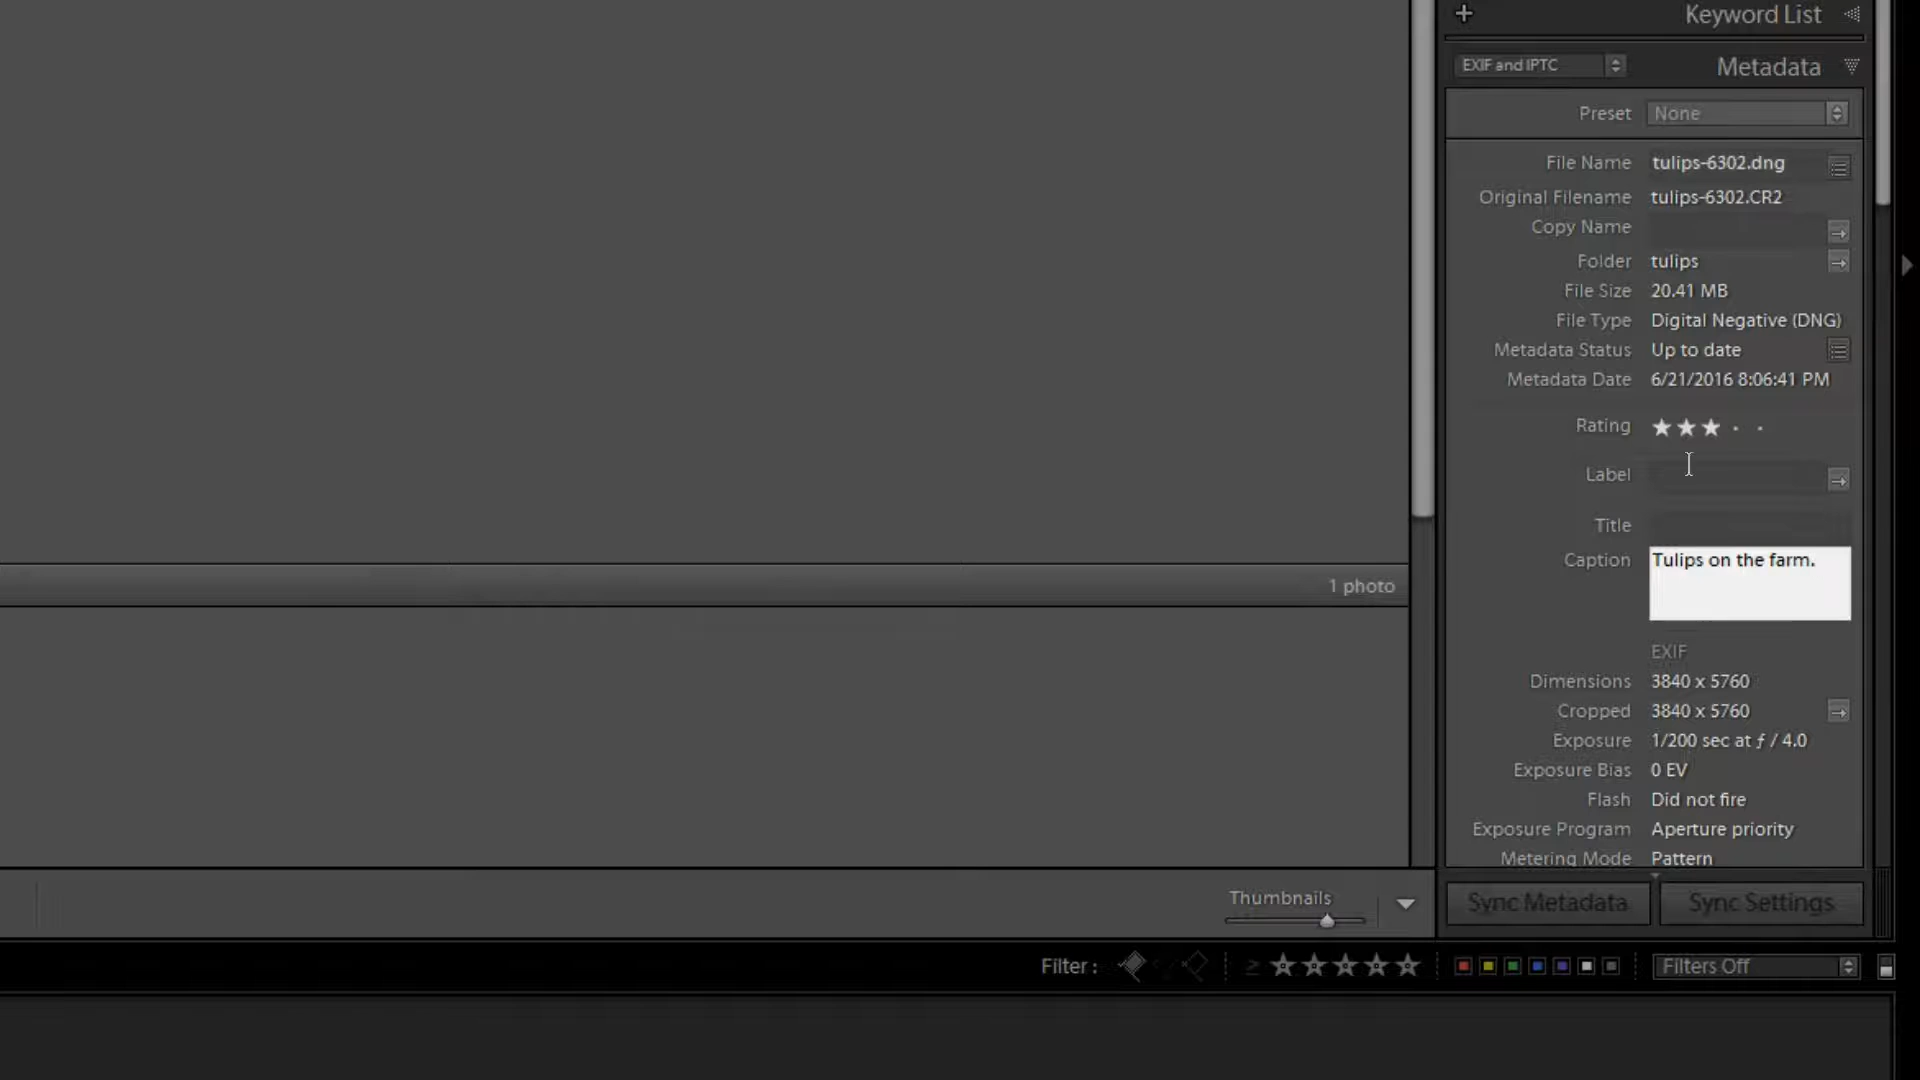 Keyword List
EXIF and IPTC
Metadata
Preset None
File Name tulips-6302.dng
Original Filename tulips-6302.CR2
Copy Name
Folder tulips
File Size 20.41 MB
File Type Digital Negative (DNG)
Metadata Status Up to date
Metadata Date 6/21/2016 8:06:41 PM
Rating
Label
Title
Caption Tulips on the farm.
1 photo
EXIF
Dimensions 3840 x 5760
Cropped 3840 x 5760
Exposure 1/200 sec at ƒ / 4.0
Exposure Bias 0 EV
Flash Did not fire
Exposure Program Aperture priority
Metering Mode Pattern
Thumbnails
Sync Metadata Sync Settings
Filter : ≥ Filters Off